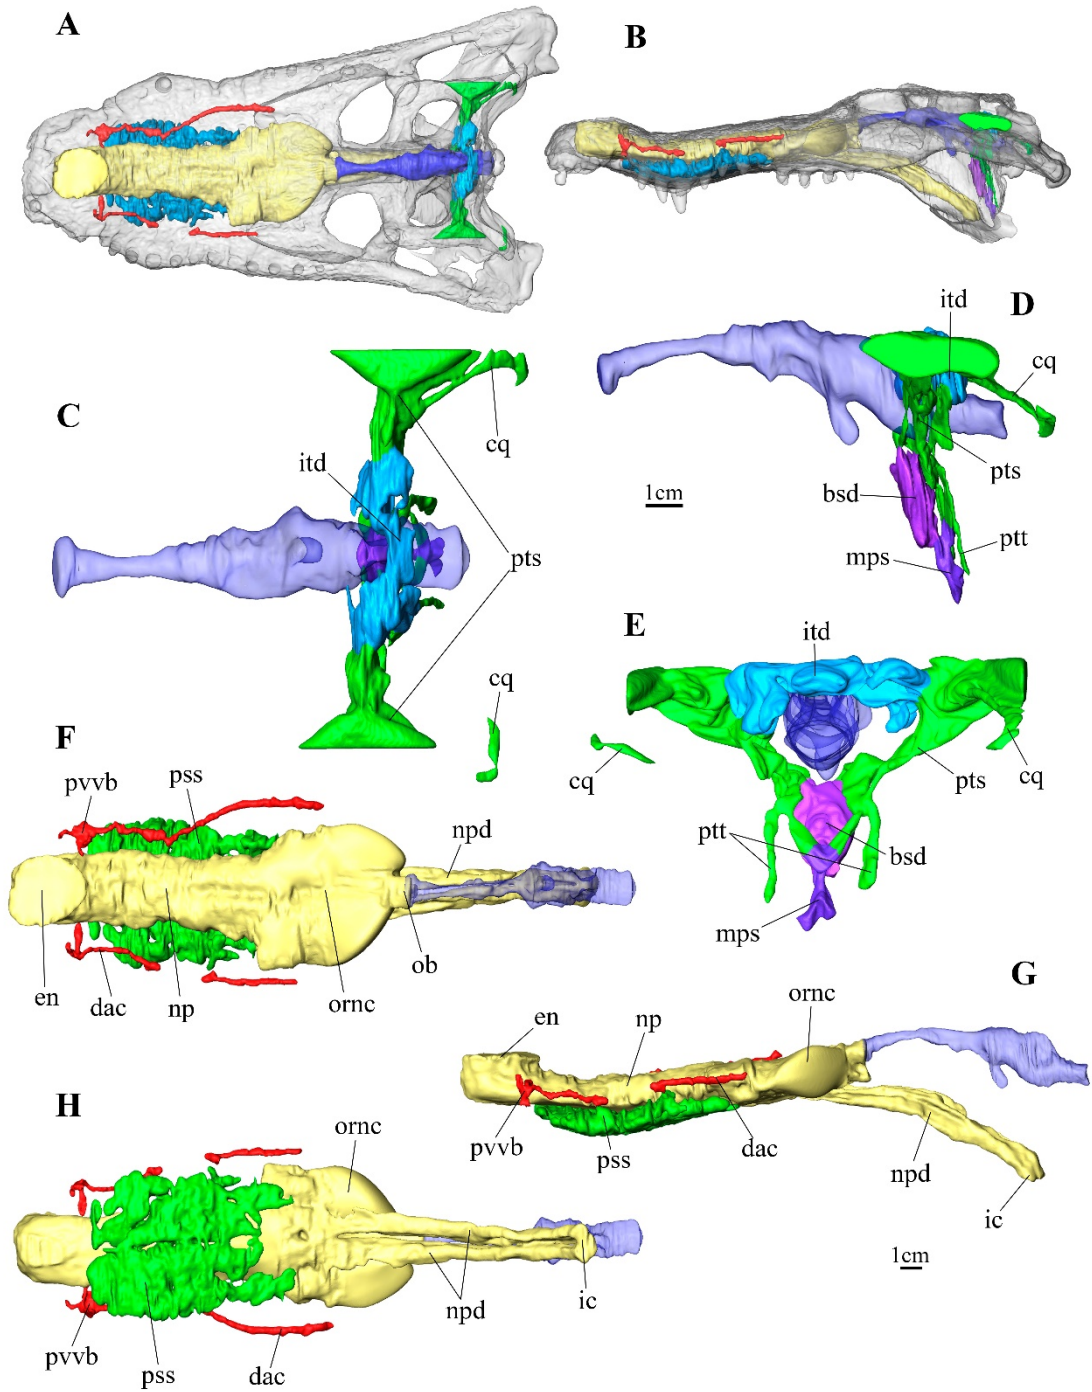 A
B
D
itd
cq
pts
bsd
ptt
mps
1cm
C
cq
itd
pts
E
itd
cq
cq
pts
cq
ptt
bsd
mps
F
pvvb
pss
npd
en
dac
np
ornc
ob
G
ornc
en
np
pvvb
pss
dac
npd
ic
1cm
H
ornc
npd
ic
pvvb
pss
dac